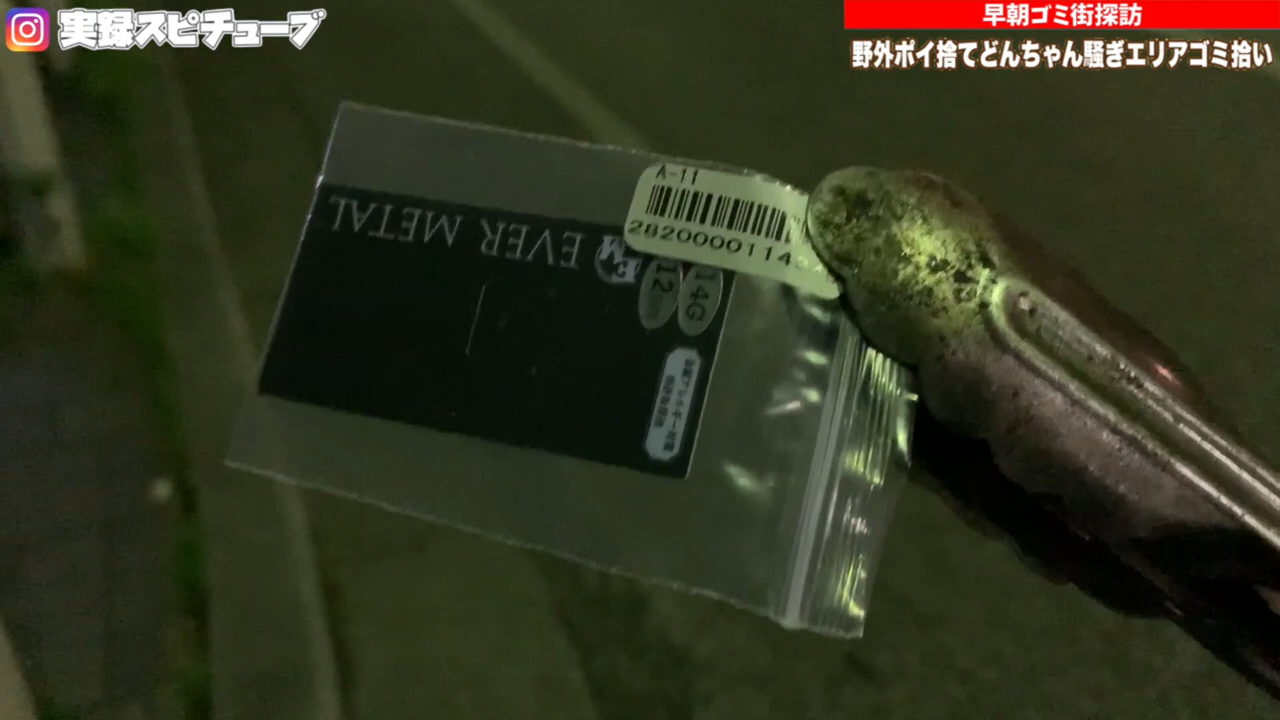 実録スピチューブ
早朝ゴミ街探訪
野外ポイ捨てどんちゃん騒ぎエリアゴミ拾い
A-11
2820000114
EVER METAL
EM
14G
12